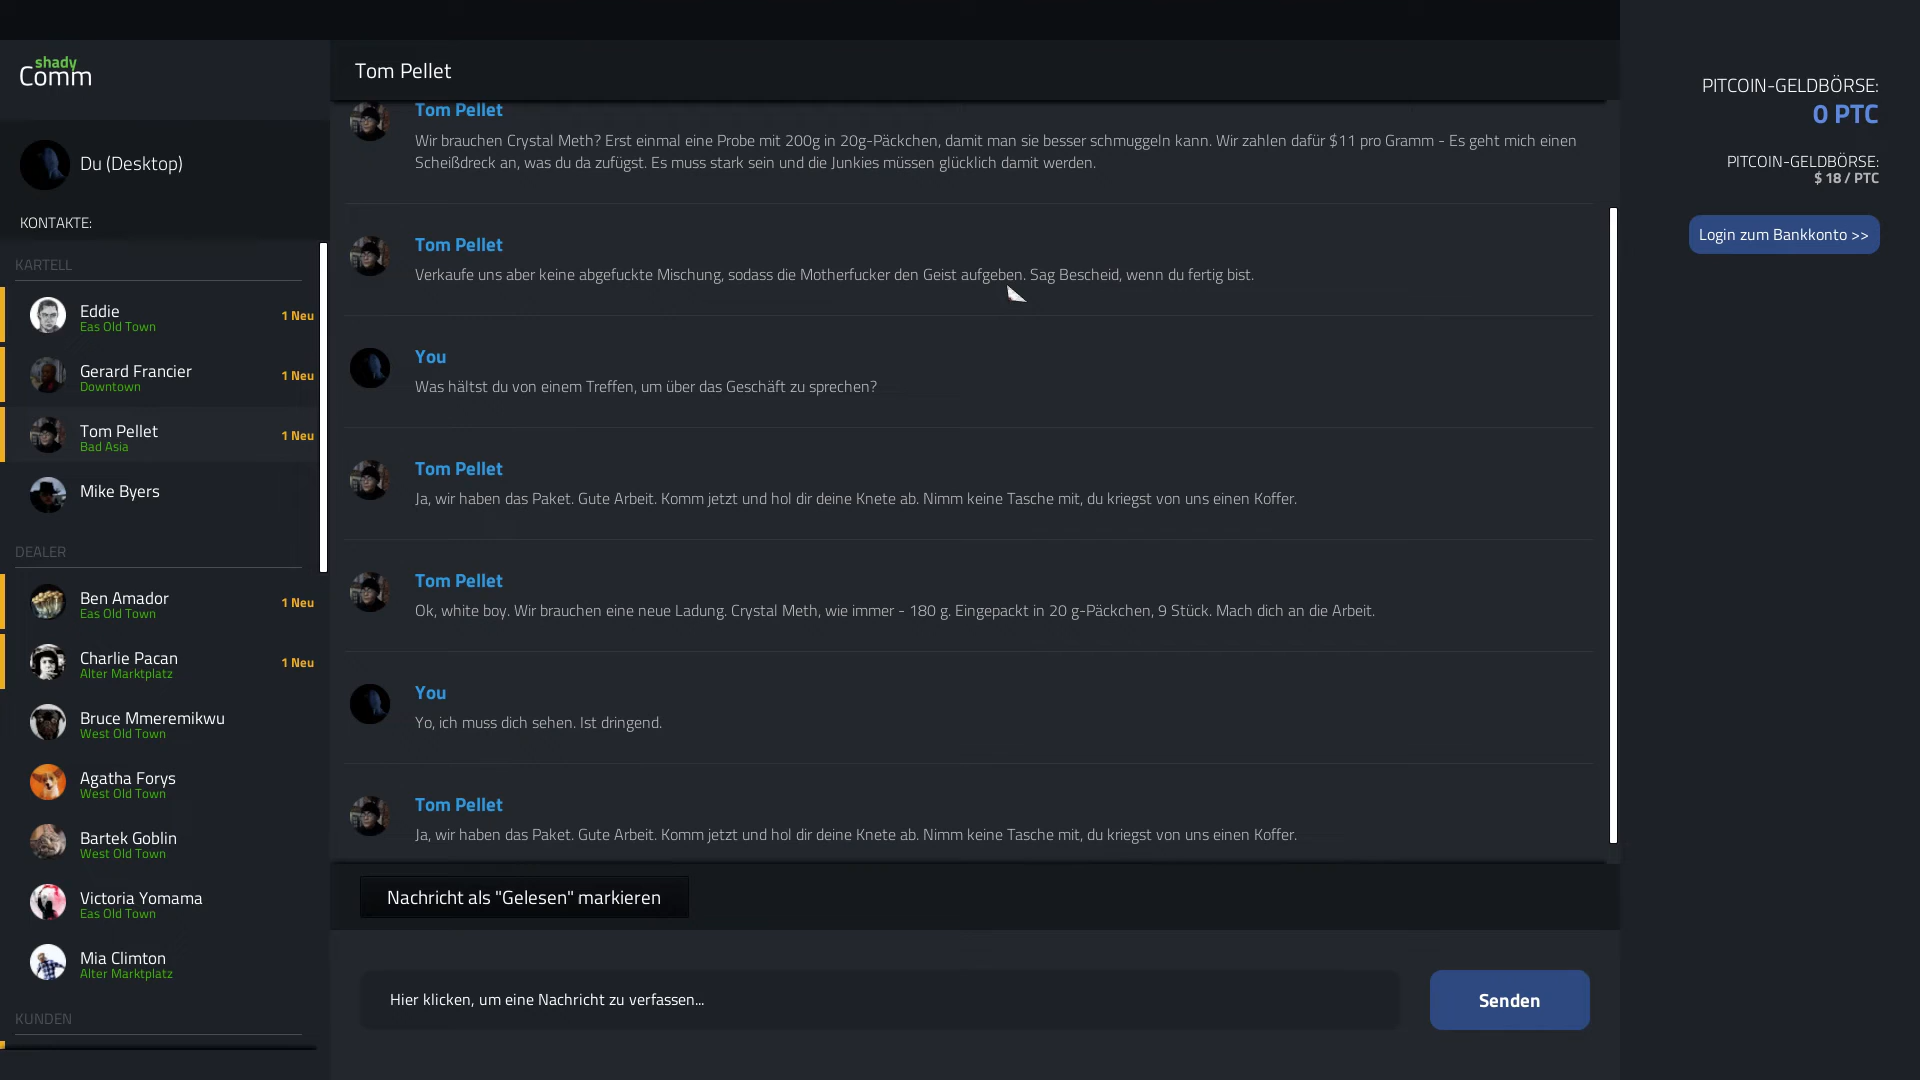 shady
Comm
Du (Desktop)
KONTAKTE:
KARTELL
Eddie
Eas Old Town
1 Neu
Gerard Francier
Downtown
1 Neu
Tom Pellet
Bad Asia
1 Neu
Mike Byers
DEALER
Ben Amador
Eas Old Town
1 Neu
Charlie Pacan
Alter Marktplatz
1 Neu
Bruce Mmeremikwu
West Old Town
Agatha Forys
West Old Town
Bartek Goblin
West Old Town
Victoria Yomama
Eas Old Town
Mia Climton
Alter Marktplatz
KUNDEN
Tom Pellet
Tom Pellet
Wir brauchen Crystal Meth? Erst einmal eine Probe mit 200g in 20g-Päckchen, damit man sie besser schmuggeln kann. Wir zahlen dafür $11 pro Gramm - Es geht mich einen
Scheißdreck an, was du da zufügst. Es muss stark sein und die Junkies müssen glücklich damit werden.
Tom Pellet
Verkaufe uns aber keine abgefuckte Mischung, sodass die Motherfucker den Geist aufgeben. Sag Bescheid, wenn du fertig bist.
You
Was hältst du von einem Treffen, um über das Geschäft zu sprechen?
Tom Pellet
Ja, wir haben das Paket. Gute Arbeit. Komm jetzt und hol dir deine Knete ab. Nimm keine Tasche mit, du kriegst von uns einen Koffer.
Tom Pellet
Ok, white boy. Wir brauchen eine neue Ladung. Crystal Meth, wie immer - 180 g. Eingepackt in 20 g-Päckchen, 9 Stück. Mach dich an die Arbeit.
You
Yo, ich muss dich sehen. Ist dringend.
Tom Pellet
Ja, wir haben das Paket. Gute Arbeit. Komm jetzt und hol dir deine Knete ab. Nimm keine Tasche mit, du kriegst von uns einen Koffer.
Nachricht als "Gelesen" markieren
Hier klicken, um eine Nachricht zu verfassen...
Senden
PITCOIN-GELDBÖRSE:
0 PTC
PITCOIN-GELDBÖRSE:
$ 18 / PTC
Login zum Bankkonto >>